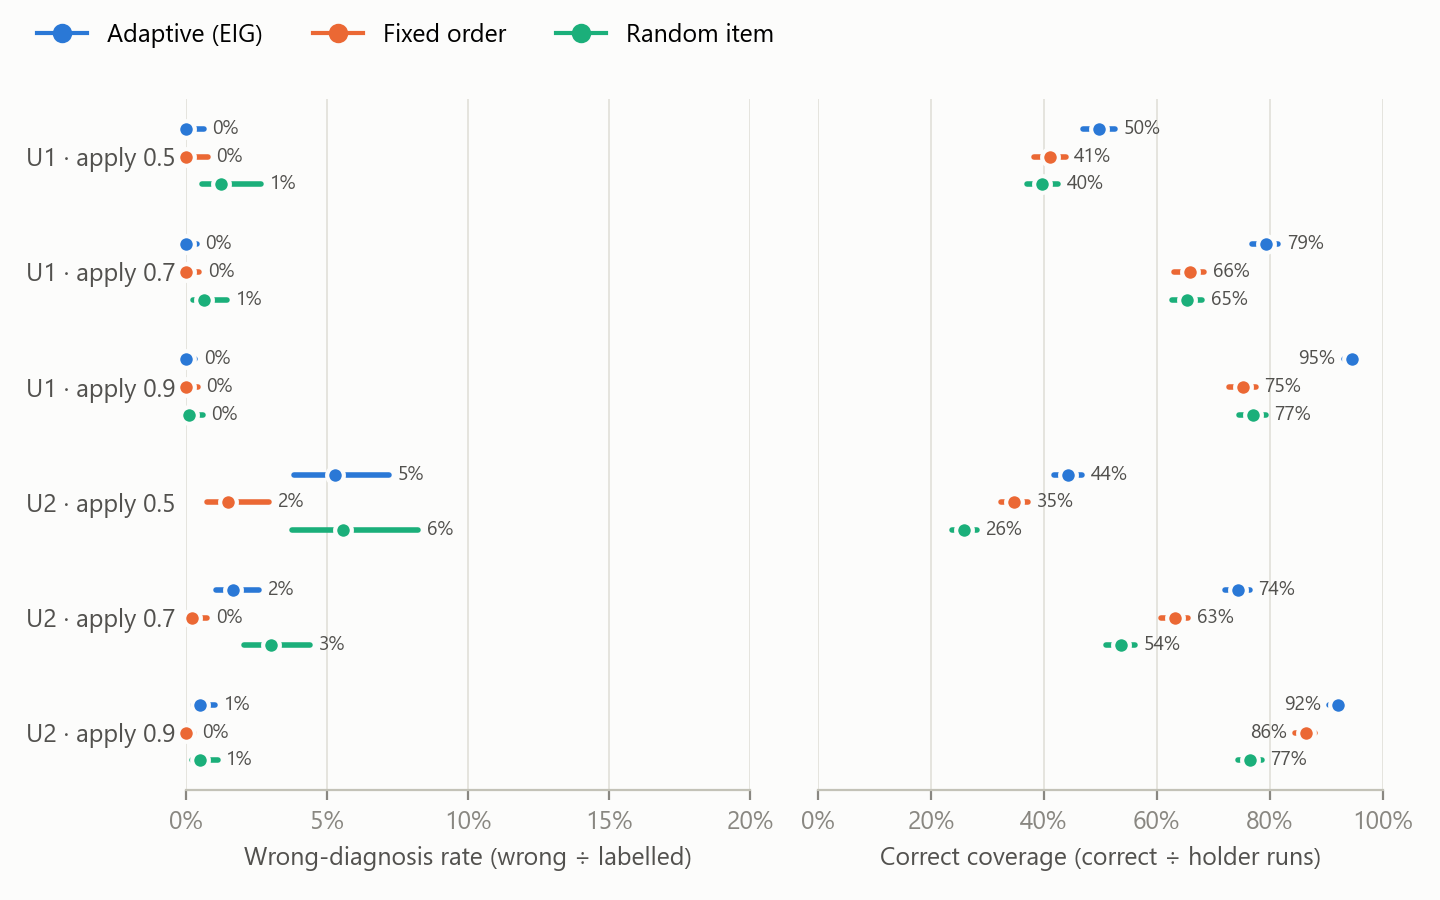 Adaptive (EIG) Fixed order Random item
U1 · apply 0.5 0% 50%
0% 41%
1% 40%
U1 · apply 0.7 0% 79%
0% 66%
1% 65%
U1 · apply 0.9 0% 95%
0% 75%
0% 77%
U2 · apply 0.5 5% 44%
2% 35%
6% 26%
U2 · apply 0.7 2% 74%
0% 63%
3% 54%
U2 · apply 0.9 1% 92%
0% 86%
1% 77%
0% 5% 10% 15% 20% 0% 20% 40% 60% 80% 100%
Wrong-diagnosis rate (wrong ÷ labelled) Correct coverage (correct ÷ holder runs)